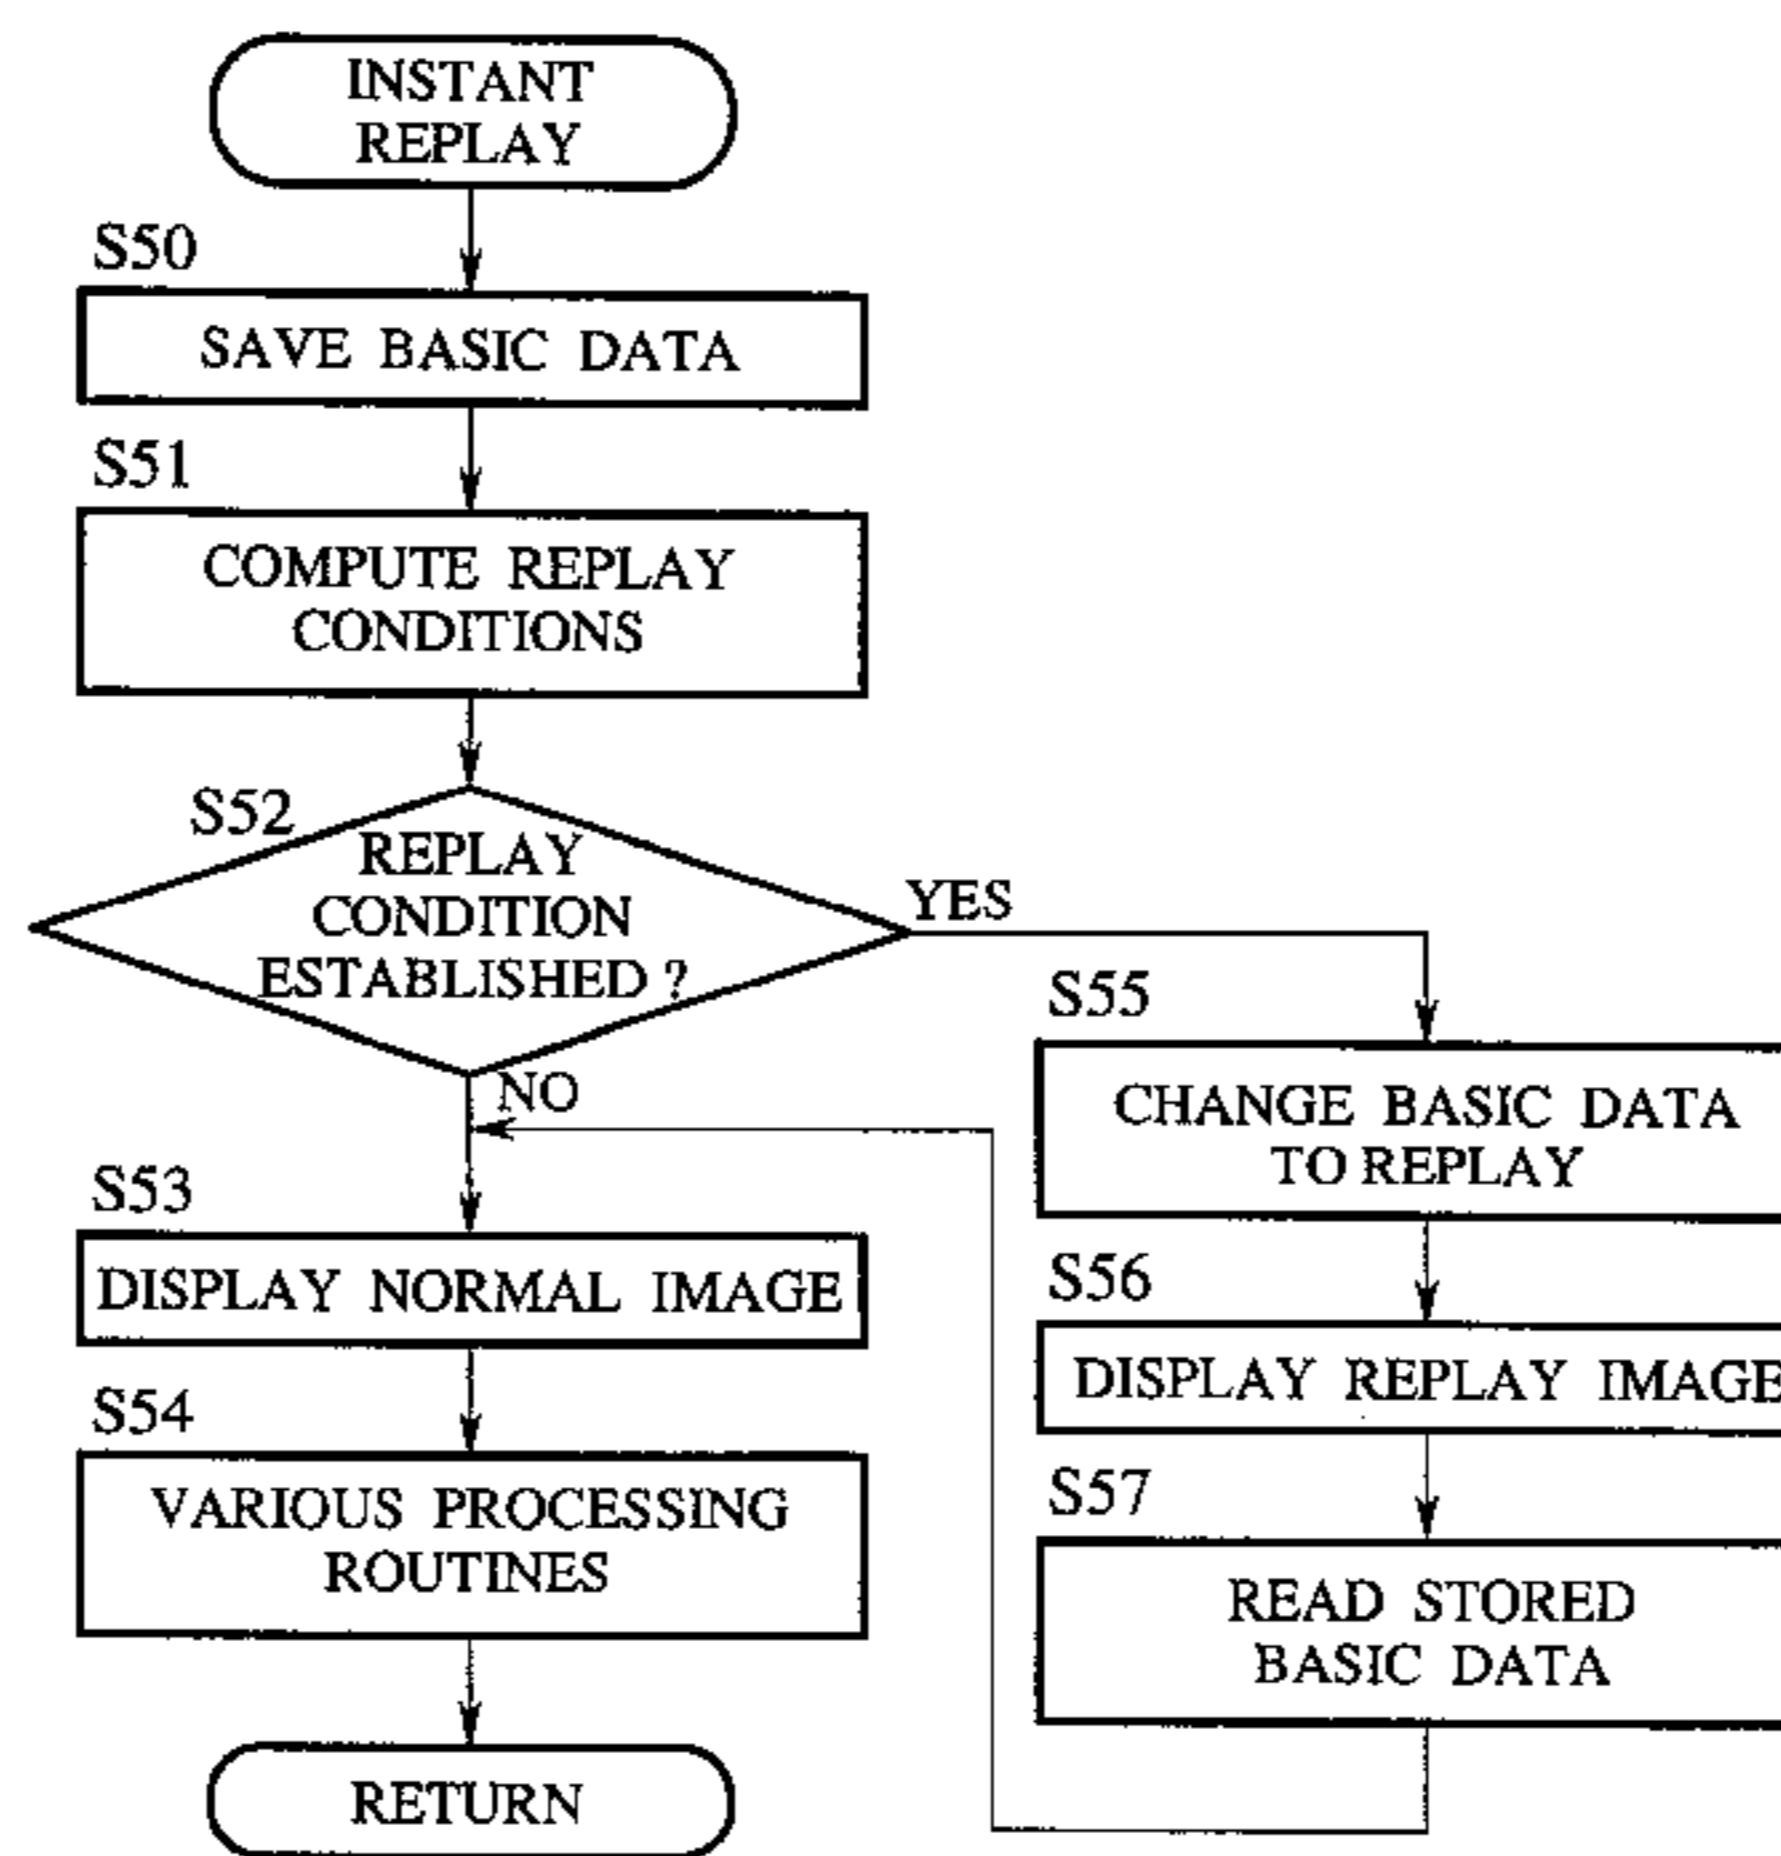 INSTANT
REPLAY
S50
SAVE BASIC DATA
S51
COMPUTE REPLAY
CONDITIONS
S52
REPLAY
CONDITION
ESTABLISHED ?
YES
NO
S53
DISPLAY NORMAL IMAGE
S54
VARIOUS PROCESSING
ROUTINES
RETURN
S55
CHANGE BASIC DATA
TO REPLAY
S56
DISPLAY REPLAY IMAGE
S57
READ STORED
BASIC DATA